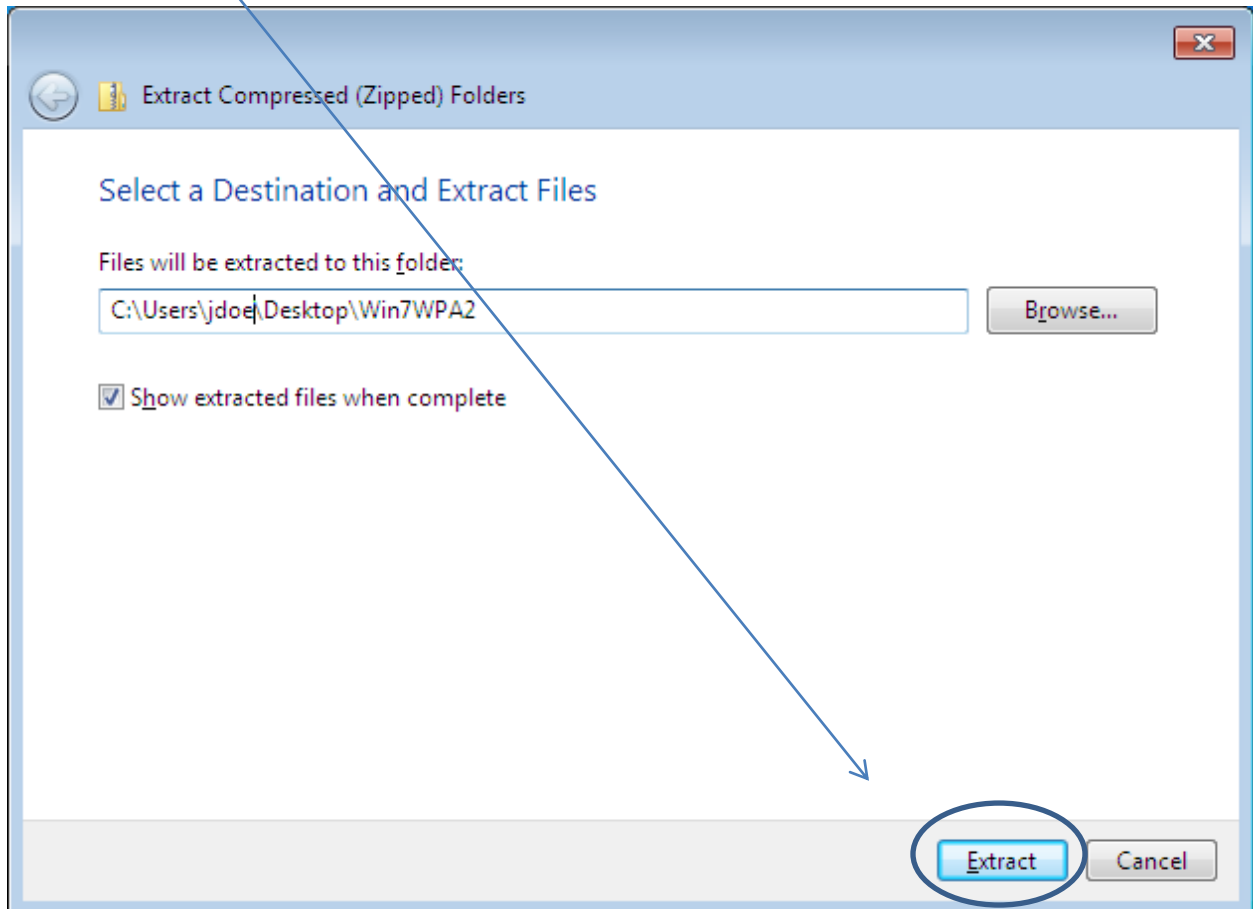 Extract Compressed (Zipped) Folders
Select a Destination and Extract Files
Files will be extracted to this folder:
C:\Users\jdoe\Desktop\Win7WPA2
Browse...
Show extracted files when complete
Extract
Cancel